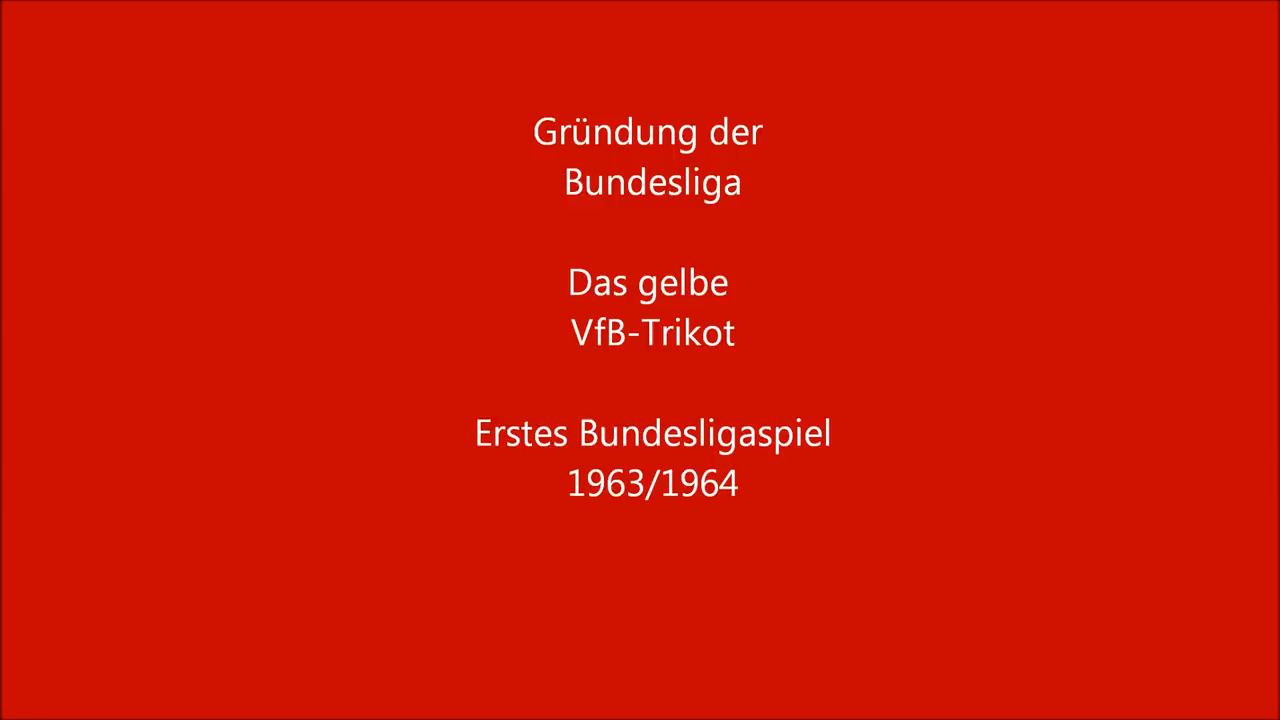 Gründung der
Bundesliga
Das gelbe
VfB-Trikot
Erstes Bundesligaspiel
1963/1964